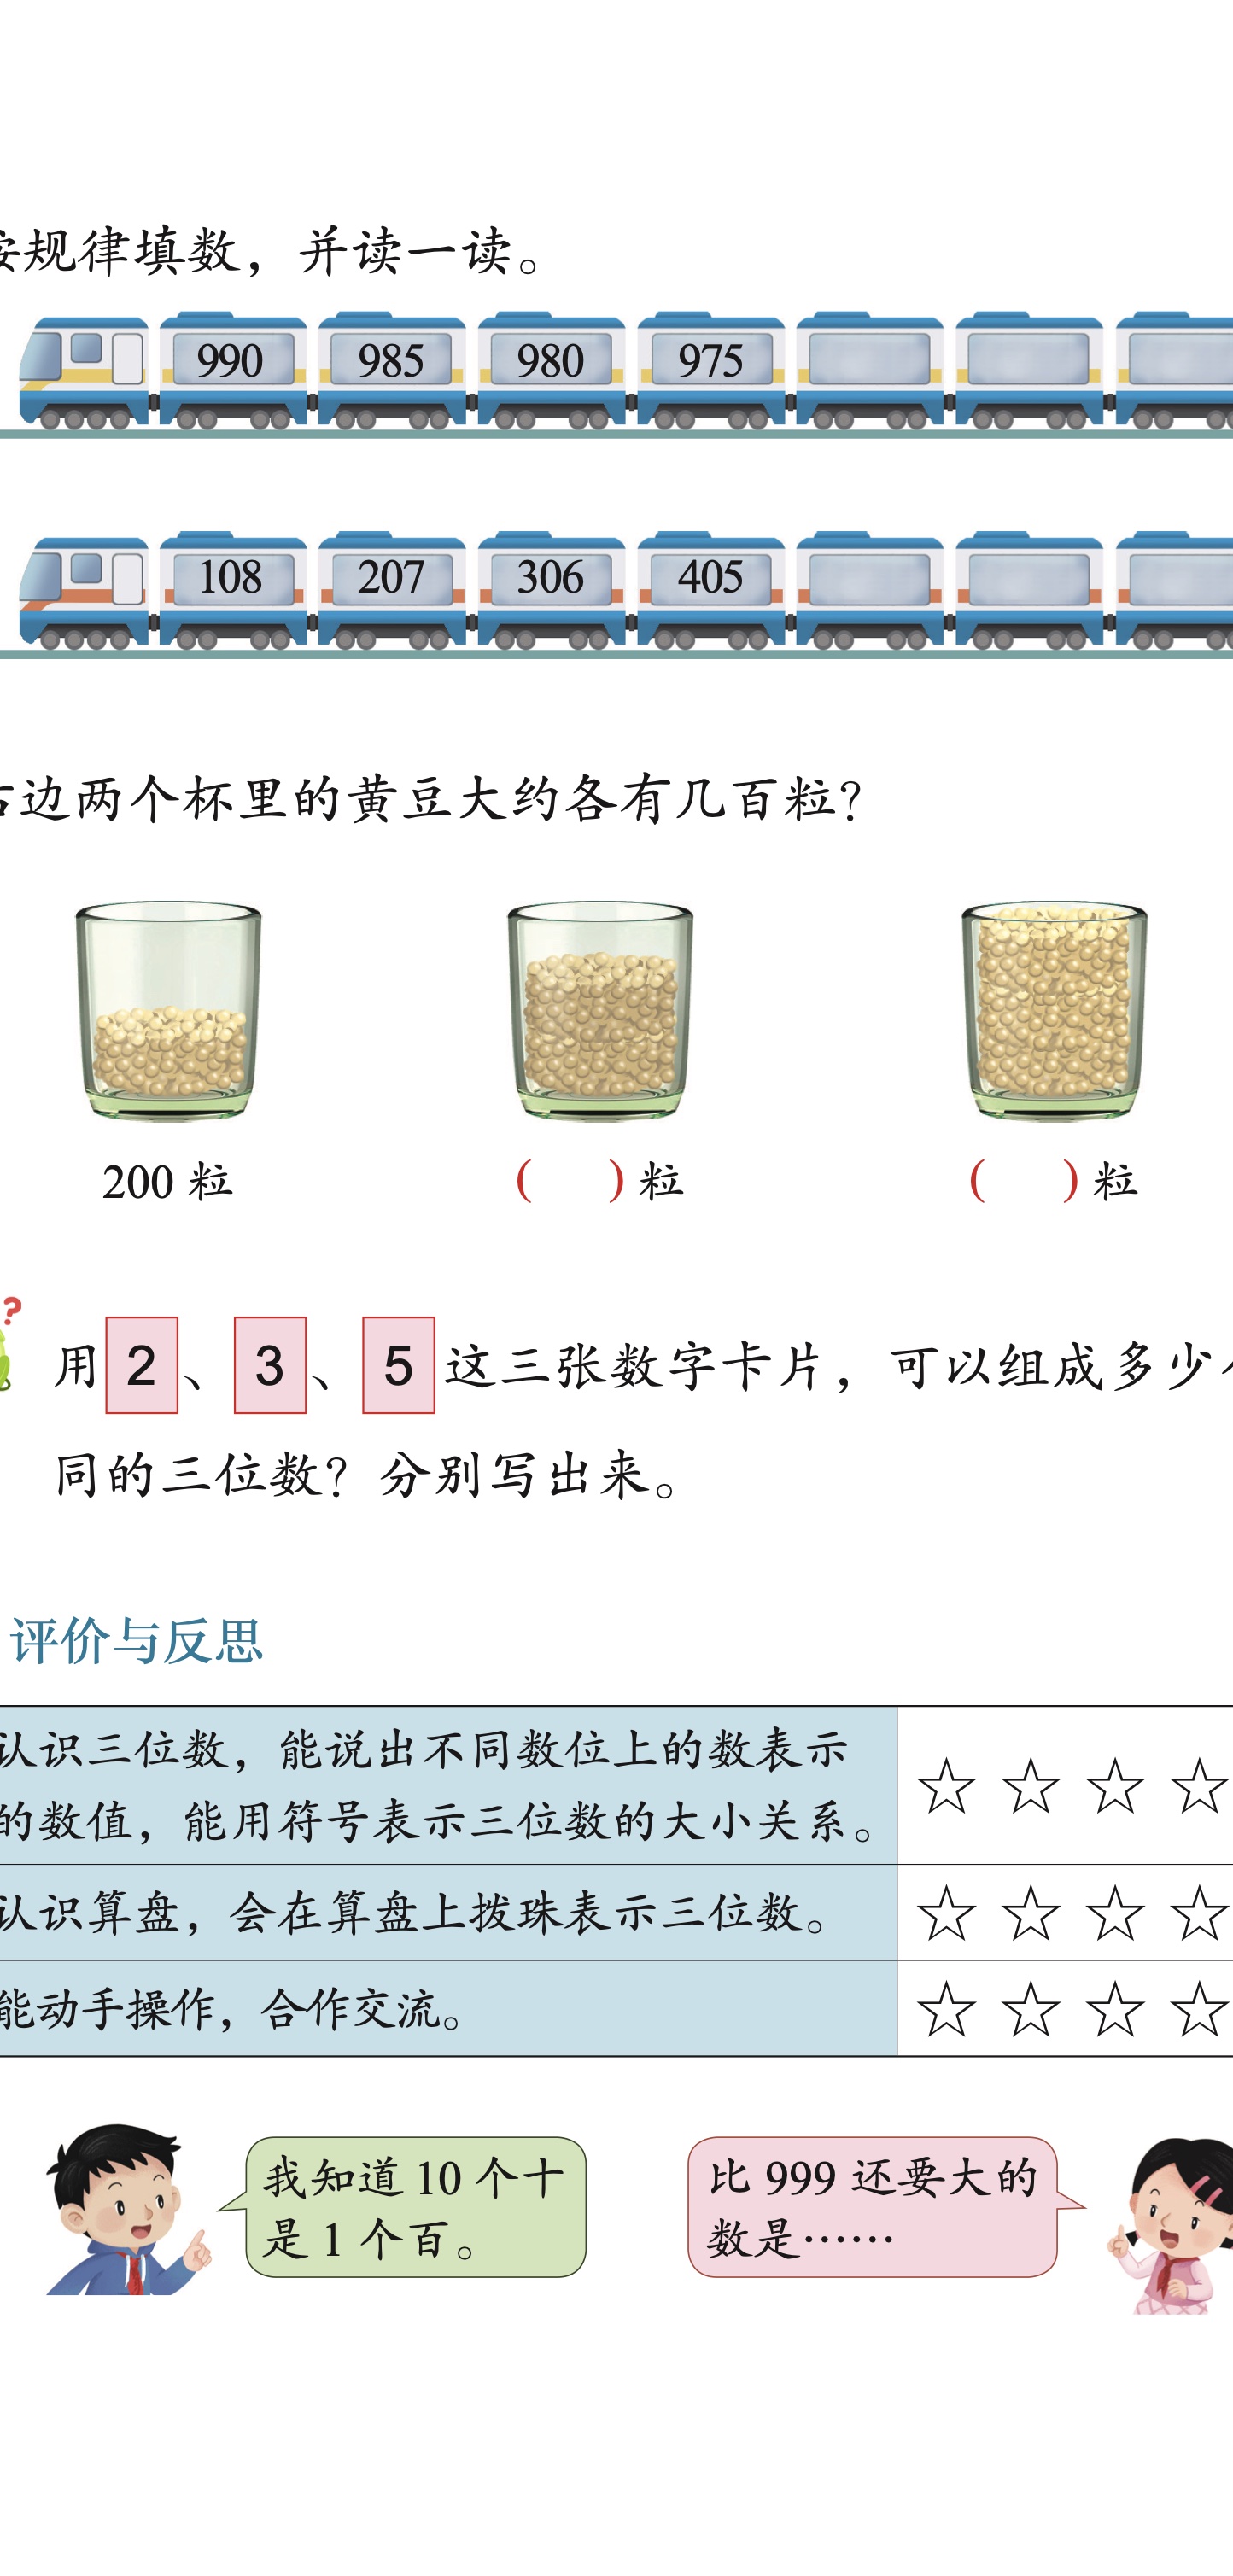 按规律填数，并读一读。
990 985 980 975
108 207 306 405
右边两个杯里的黄豆大约各有几百粒？
200 粒 （ ）粒 （ ）粒
?
用 2 、 3 、 5 这三张数字卡片，可以组成多少
同的三位数？分别写出来。
评价与反思
认识三位数，能说出不同数位上的数表示
的数值，能用符号表示三位数的大小关系。
☆ ☆ ☆ ☆
认识算盘，会在算盘上拨珠表示三位数。
☆ ☆ ☆ ☆
能动手操作，合作交流。
☆ ☆ ☆ ☆
我知道 10 个十
是 1 个百。
比 999 还要大的
数是……